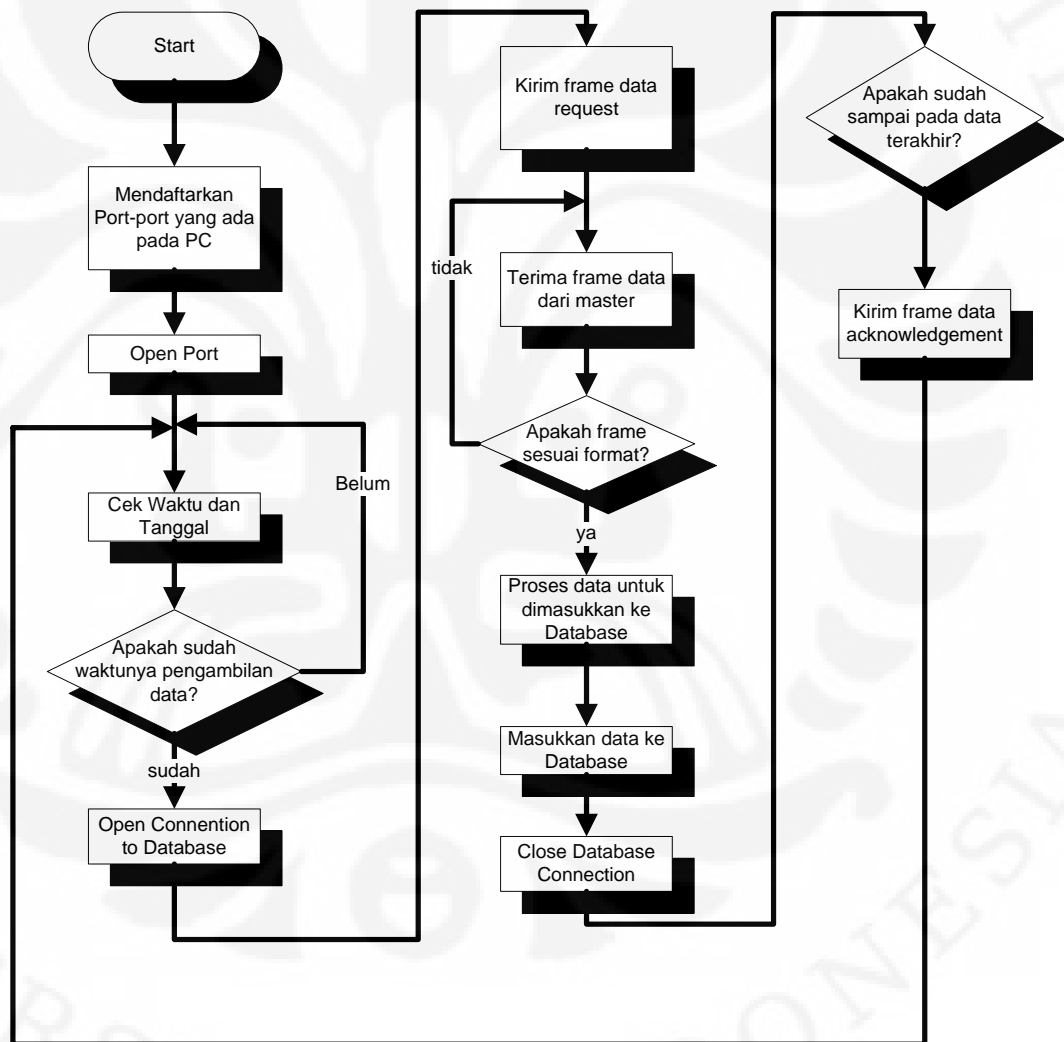 Start
Mendaftarkan
Port-port yang ada
pada PC
Open Port
Cek Waktu dan
Tanggal
Belum
Apakah sudah
waktunya pengambilan
data?
sudah
Open Connention
to Database
Kirim frame data
request
tidak
Terima frame data
dari master
Apakah frame
sesuai format?
ya
Proses data untuk
dimasukkan ke
Database
Masukkan data ke
Database
Close Database
Connection
Apakah sudah
sampai pada data
terakhir?
Kirim frame data
acknowledgement